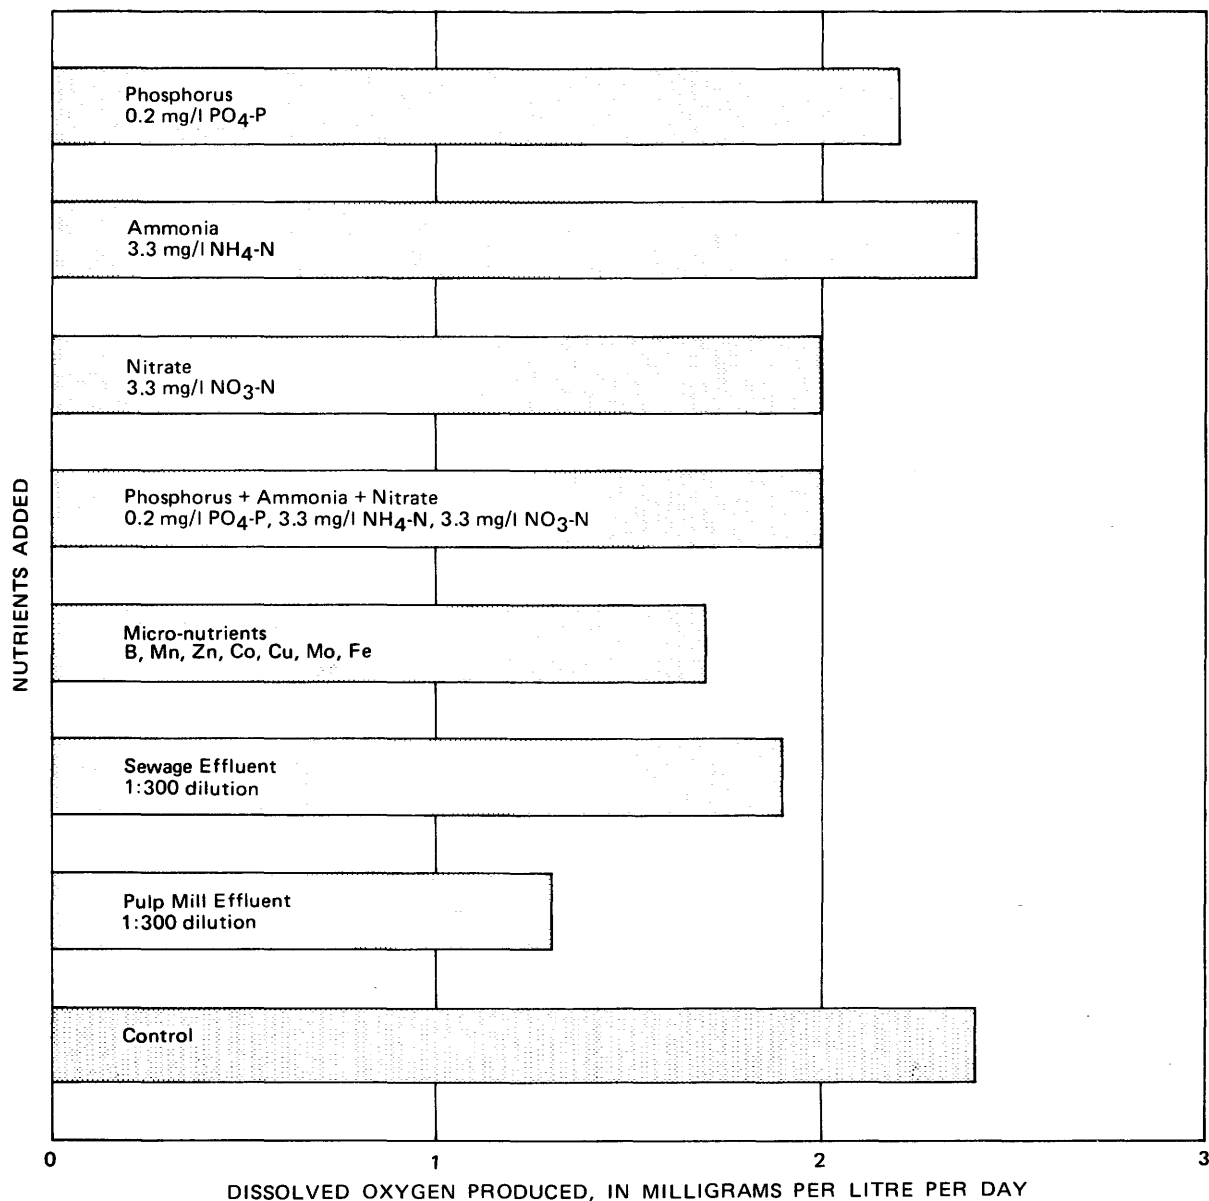 Phosphorus
0.2 mg/l PO4-P
Ammonia
3.3 mg/l NH4-N
Nitrate
3.3 mg/l NO3-N
Phosphorus + Ammonia + Nitrate
0.2 mg/l PO4-P, 3.3 mg/l NH4-N, 3.3 mg/l NO3-N
Micro-nutrients
B, Mn, Zn, Co, Cu, Mo, Fe
Sewage Effluent
1:300 dilution
Pulp Mill Effluent
1:300 dilution
Control
NUTRIENTS ADDED
0 1 2 3
DISSOLVED OXYGEN PRODUCED, IN MILLIGRAMS PER LITRE PER DAY